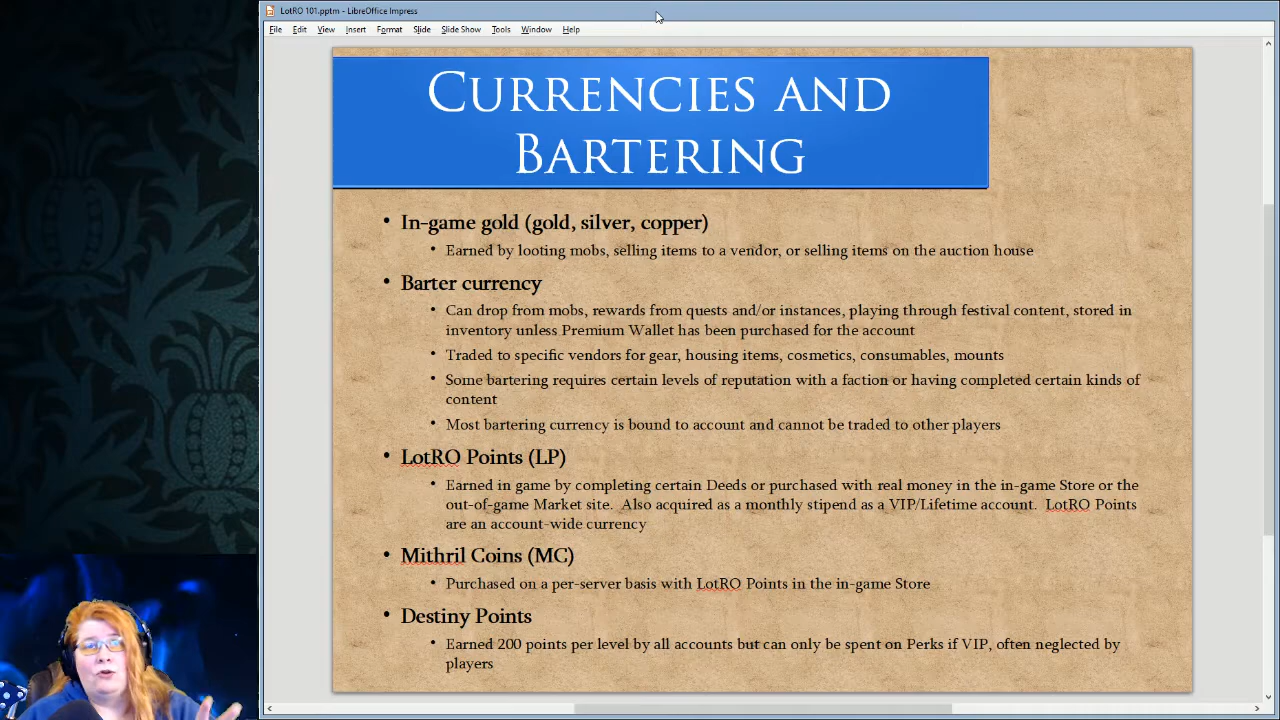 LotRO 101.pptm - LibreOffice Impress
File Edit View Insert Format Slide Slide Show Tools Window Help
Currencies and
Bartering
• In-game gold (gold, silver, copper)
• Earned by looting mobs, selling items to a vendor, or selling items on the auction house
• Barter currency
• Can drop from mobs, rewards from quests and/or instances, playing through festival content, stored in
inventory unless Premium Wallet has been purchased for the account
• Traded to specific vendors for gear, housing items, cosmetics, consumables, mounts
• Some bartering requires certain levels of reputation with a faction or having completed certain kinds of
content
• Most bartering currency is bound to account and cannot be traded to other players
• LotRO Points (LP)
• Earned in game by completing certain Deeds or purchased with real money in the in-game Store or the
out-of-game Market site.  Also acquired as a monthly stipend as a VIP/Lifetime account.  LotRO Points
are an account-wide currency
• Mithril Coins (MC)
• Purchased on a per-server basis with LotRO Points in the in-game Store
• Destiny Points
• Earned 200 points per level by all accounts but can only be spent on Perks if VIP, often neglected by
players